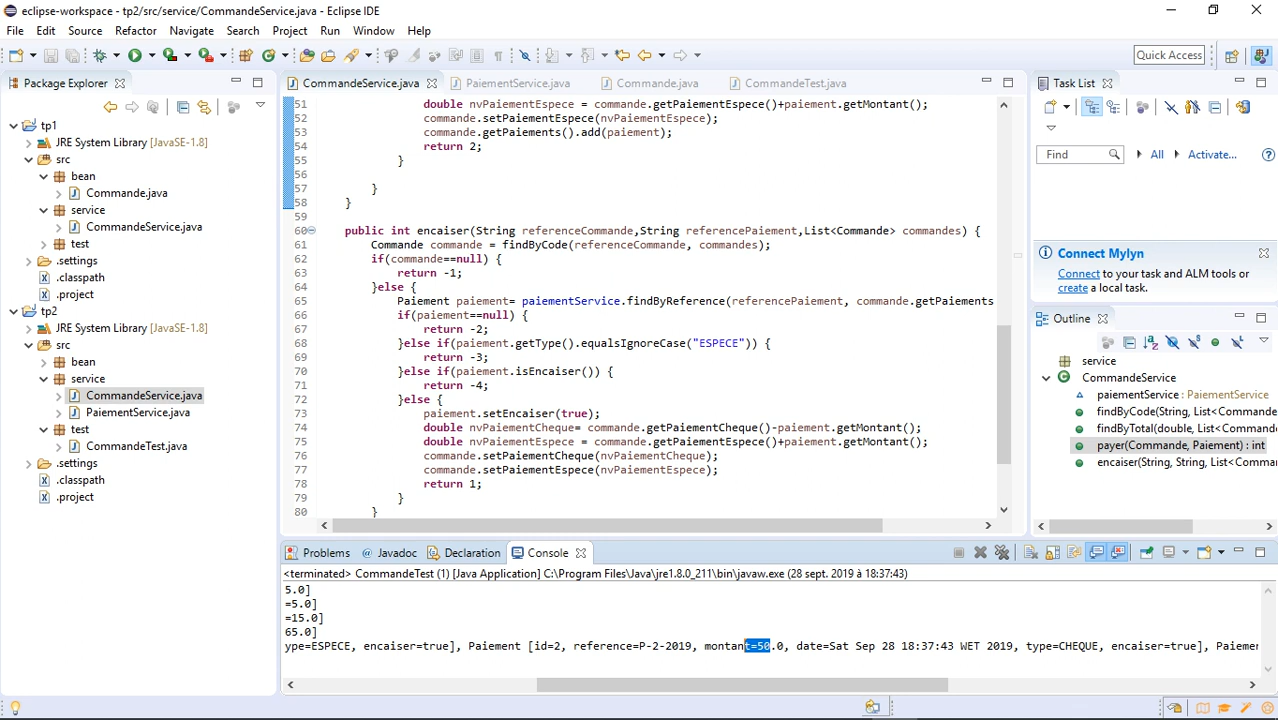 eclipse-workspace - tp2/src/service/CommandeService.java - Eclipse IDE
File Edit Source Refactor Navigate Search Project Run Window Help
Quick Access
Package Explorer
tp1
JRE System Library [JavaSE-1.8]
src
bean
Commande.java
service
CommandeService.java
test
.settings
.classpath
.project
tp2
JRE System Library [JavaSE-1.8]
src
bean
service
CommandeService.java
PaiementService.java
test
CommandeTest.java
.settings
.classpath
.project
CommandeService.java PaiementService.java Commande.java CommandeTest.java
51 double nvPaiementEspece = commande.getPaiementEspece()+paiement.getMontant();
52 commande.setPaiementEspece(nvPaiementEspece);
53 commande.getPaiements().add(paiement);
54 return 2;
55 }
56
57 }
58 }
59
60 public int encaiser(String referenceCommande,String referencePaiement,List<Commande> commandes) {
61 Commande commande = findByCode(referenceCommande, commandes);
62 if(commande==null) {
63 return -1;
64 }else {
65 Paiement paiement= paiementService.findByReference(referencePaiement, commande.getPaiements
66 if(paiement==null) {
67 return -2;
68 }else if(paiement.getType().equalsIgnoreCase("ESPECE")) {
69 return -3;
70 }else if(paiement.isEncaiser()) {
71 return -4;
72 }else {
73 paiement.setEncaiser(true);
74 double nvPaiementCheque= commande.getPaiementCheque()-paiement.getMontant();
75 double nvPaiementEspece = commande.getPaiementEspece()+paiement.getMontant();
76 commande.setPaiementCheque(nvPaiementCheque);
77 commande.setPaiementEspece(nvPaiementEspece);
78 return 1;
79 }
80 }
Problems Javadoc Declaration Console
<terminated> CommandeTest (1) [Java Application] C:\Program Files\Java\jre1.8.0_211\bin\javaw.exe (28 sept. 2019 à 18:37:43)
5.0]
=5.0]
=15.0]
65.0]
ype=ESPECE, encaiser=true], Paiement [id=2, reference=P-2-2019, montant=50.0, date=Sat Sep 28 18:37:43 WET 2019, type=CHEQUE, encaiser=true], Paiemen
Task List
Find All Activate...
Connect Mylyn
Connect to your task and ALM tools or
create a local task.
Outline
service
CommandeService
paiementService : PaiementService
findByCode(String, List<Commande
findByTotal(double, List<Commande
payer(Commande, Paiement) : int
encaiser(String, String, List<Comma